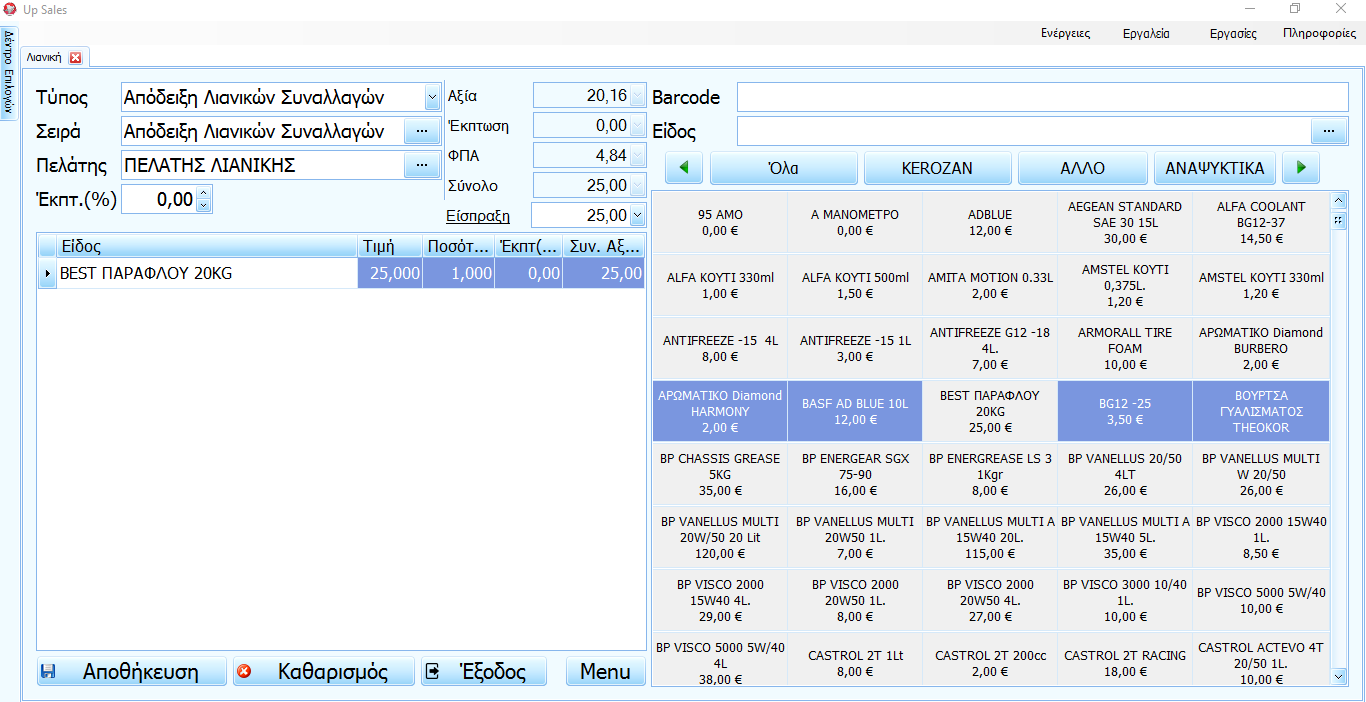 Up Sales
Ενέργειες Εργαλεία Εργασίες Πληροφορίες
Δέντρο Επιλογών
Λιανική
Τύπος Απόδειξη Λιανικών Συναλλαγών
Σειρά Απόδειξη Λιανικών Συναλλαγών ...
Πελάτης ΠΕΛΑΤΗΣ ΛΙΑΝΙΚΗΣ ...
Έκπτ.(%) 0,00
Αξία 20,16
Έκπτωση 0,00
ΦΠΑ 4,84
Σύνολο 25,00
Είσπραξη 25,00
Barcode
Είδος ...
Όλα KEROZAN ΑΛΛΟ ΑΝΑΨΥΚΤΙΚΑ
Είδος Τιμή Ποσότ... Έκπτ(... Συν. Αξ...
BEST ΠΑΡΑΦΛΟΥ 20KG 25,000 1,000 0,00 25,00
95 ΑΜΟ
0,00 €
Α ΜΑΝΟΜΕΤΡΟ
0,00 €
ADBLUE
12,00 €
AEGEAN STANDARD
SAE 30 15L
30,00 €
ALFA COOLANT
BG12-37
14,50 €
ALFA ΚΟΥΤΙ 330ml
1,00 €
ALFA ΚΟΥΤΙ 500ml
1,50 €
AMITA MOTION 0.33L
2,00 €
AMSTEL ΚΟΥΤΙ
0,375L.
1,20 €
AMSTEL ΚΟΥΤΙ 330ml
1,20 €
ANTIFREEZE -15 4L
8,00 €
ANTIFREEZE -15 1L
3,00 €
ANTIFREEZE G12 -18
4L.
7,00 €
ARMORALL TIRE
FOAM
10,00 €
ΑΡΩΜΑΤΙΚΟ Diamond
BURBERO
2,00 €
ΑΡΩΜΑΤΙΚΟ Diamond
HARMONY
2,00 €
BASF AD BLUE 10L
12,00 €
BEST ΠΑΡΑΦΛΟΥ
20KG
25,00 €
BG12 -25
3,50 €
ΒΟΥΡΤΣΑ
ΓΥΑΛΙΣΜΑΤΟΣ
THEOKOR
BP CHASSIS GREASE
5KG
35,00 €
BP ENERGEAR SGX
75-90
16,00 €
BP ENERGREASE LS 3
1Kgr
8,00 €
BP VANELLUS 20/50
4LT
26,00 €
BP VANELLUS MULTI
W 20/50
26,00 €
BP VANELLUS MULTI
20W/50 20 Lit
120,00 €
BP VANELLUS MULTI
20W50 1L.
7,00 €
BP VANELLUS MULTI A
15W40 20L.
115,00 €
BP VANELLUS MULTI A
15W40 5L.
35,00 €
BP VISCO 2000 15W40
1L.
8,50 €
BP VISCO 2000
15W40 4L.
29,00 €
BP VISCO 2000
20W50 1L.
8,00 €
BP VISCO 2000
20W50 4L.
27,00 €
BP VISCO 3000 10/40
1L.
10,00 €
BP VISCO 5000 5W/40
10,00 €
BP VISCO 5000 5W/40
4L
38,00 €
CASTROL 2T 1Lt
8,00 €
CASTROL 2T 200cc
2,00 €
CASTROL 2T RACING
18,00 €
CASTROL ACTEVO 4T
20/50 1L.
10,00 €
Αποθήκευση Καθαρισμός Έξοδος Menu